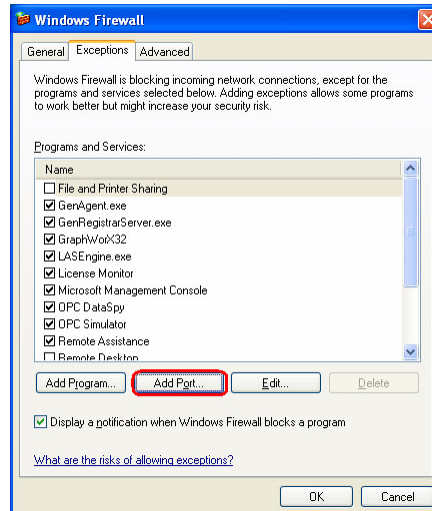 Windows Firewall
General Exceptions Advanced
Windows Firewall is blocking incoming network connections, except for the
programs and services selected below. Adding exceptions allows some programs
to work better but might increase your security risk.
Programs and Services:
Name
File and Printer Sharing
GenAgent.exe
GenRegistrarServer.exe
GraphWorX32
LASEngine.exe
License Monitor
Microsoft Management Console
OPC DataSpy
OPC Simulator
Remote Assistance
Remote Desktop
Add Program... Add Port... Edit... Delete
Display a notification when Windows Firewall blocks a program
What are the risks of allowing exceptions?
OK Cancel